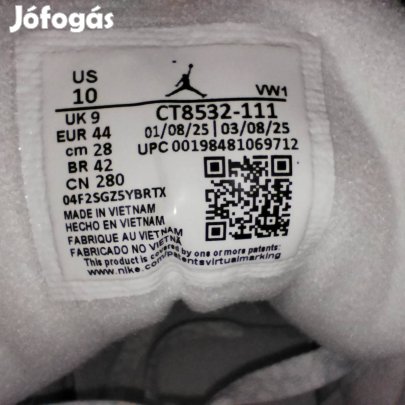 Jófogás
US
10
VW1
UK 9
CT8532-111
EUR 44
01/08/25 | 03/08/25
cm 28
UPC 00198481069712
BR 42
CN 280
04F2SGZ5YBRTX
MADE IN VIETNAM
HECHO EN VIETNAM
FABRIQUE AU VIETNAM
FABRICADO NO VIETNÃ
This product is covered by one or more patents:
www.nike.com/patentsvirtualmarking